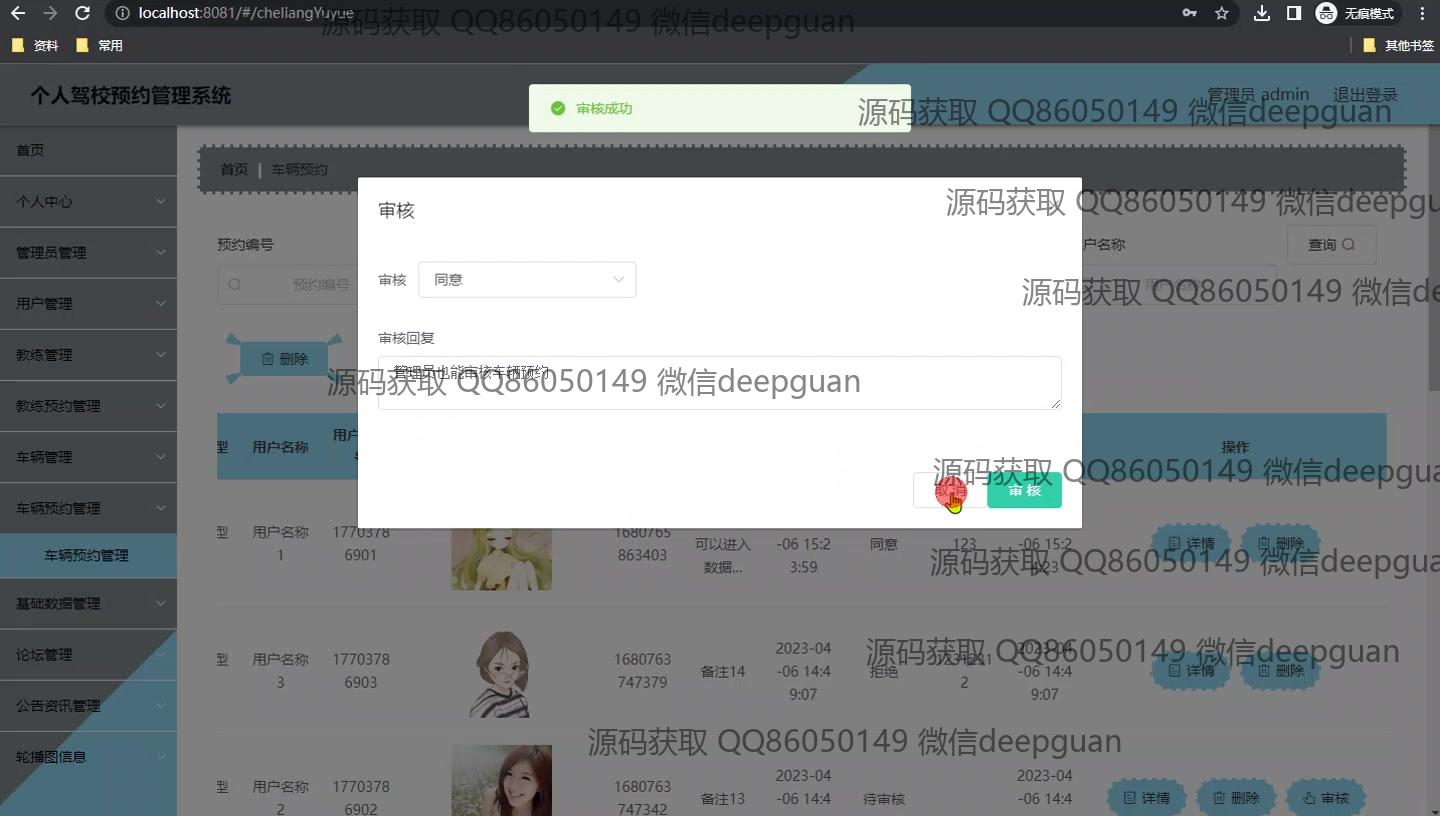 localhost:8081/#/cheliangYuyue
无痕模式
资料
常用
其他书签
源码获取 QQ86050149 微信deepguan
个人驾校预约管理系统
审核成功
管理员 admin
退出登录
源码获取 QQ86050149 微信deepguan
首页
个人中心
管理员管理
用户管理
教练管理
教练预约管理
车辆管理
车辆预约管理
车辆预约管理
基础数据管理
论坛管理
公告资讯管理
轮播图信息
首页
车辆预约
源码获取 QQ86050149 微信deepgu
预约编号
户名称
查询
预约编号
源码获取 QQ86050149 微信de
删除
审核
审核 同意
审核回复
管理员也能审核车辆预约
源码获取 QQ86050149 微信deepguan
取消
审 核
源码获取 QQ86050149 微信deepgua
型 用户名称 用户 操作
型 用户名称 1770378 1680765 可以进入 -06 15:2 同意 123 -06 15:2 详情 删除
1 6901 863403 数据... 3:59 4:23
源码获取 QQ86050149 微信deepgua
2023-04 2023-04
型 用户名称 1770378 1680763 备注14 -06 14:4 拒绝 -06 14:4 详情 删除
3 6903 747379 9:07 2 9:07
源码获取 QQ86050149 微信deepguan
源码获取 QQ86050149 微信deepguan
2023-04 2023-04
型 用户名称 1770378 1680763 备注13 -06 14:4 待审核 -06 14:4 详情 删除 审核
2 6902 747342